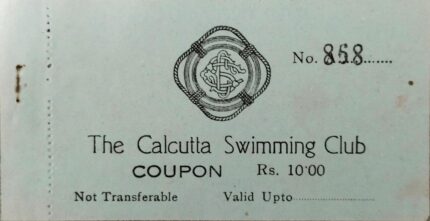 No. 858........
The Calcutta Swimming Club
COUPON Rs. 10·00
Not Transferable Valid Upto........................